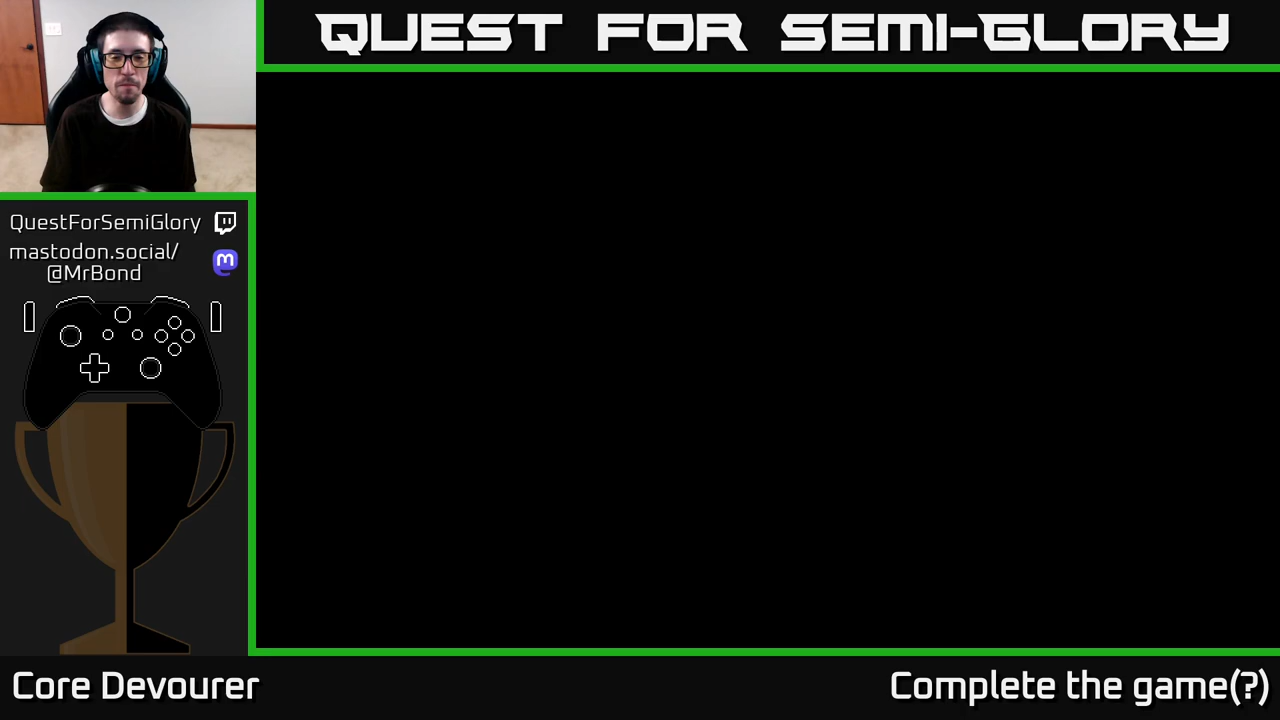 QUEST FOR SEMI-GLORY
QuestForSemiGlory
mastodon.social/
@MrBond
Core Devourer
Complete the game(?)